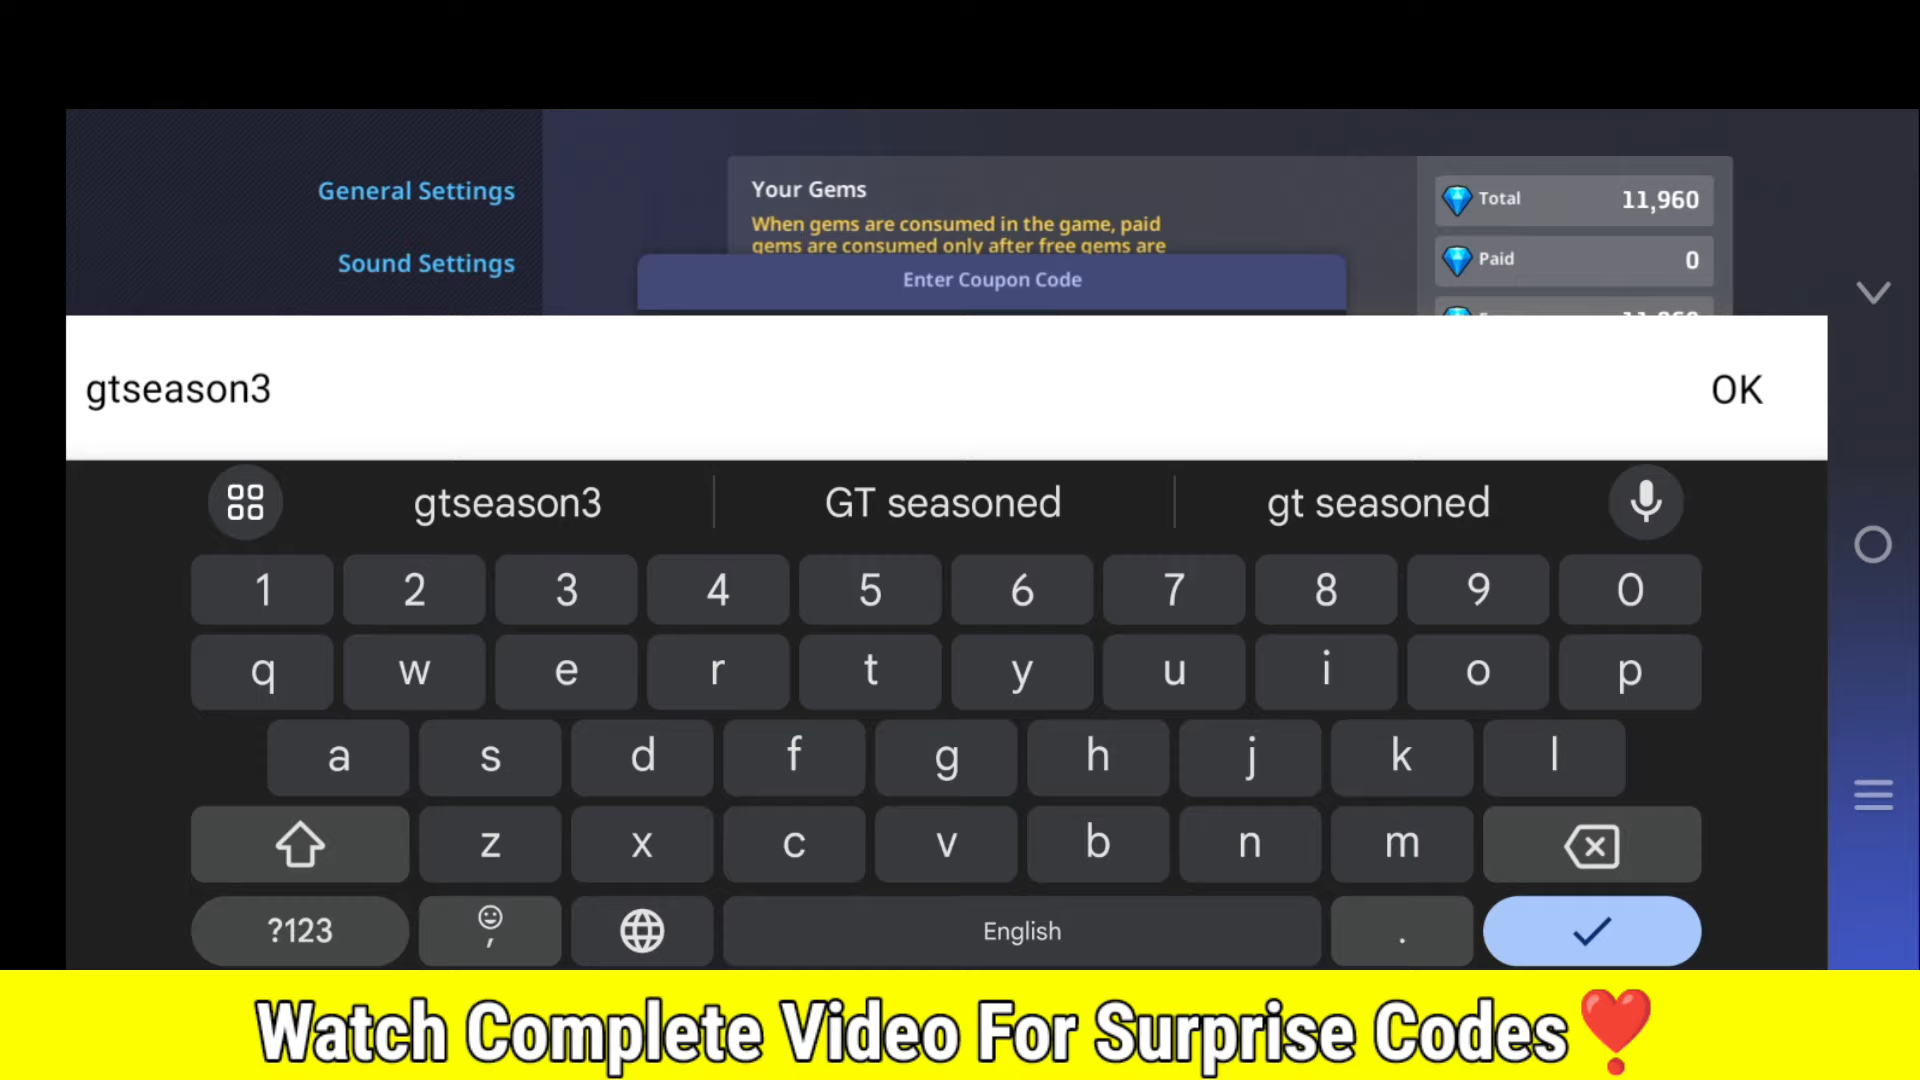 General Settings
Sound Settings
Your Gems
When gems are consumed in the game, paid
gems are consumed only after free gems are
Total 11,960
Paid 0
Enter Coupon Code
gtseason3
OK
gtseason3 GT seasoned gt seasoned
1 2 3 4 5 6 7 8 9 0
q w e r t y u i o p
a s d f g h j k l
z x c v b n m
?123 , English .
Watch Complete Video For Surprise Codes❣️